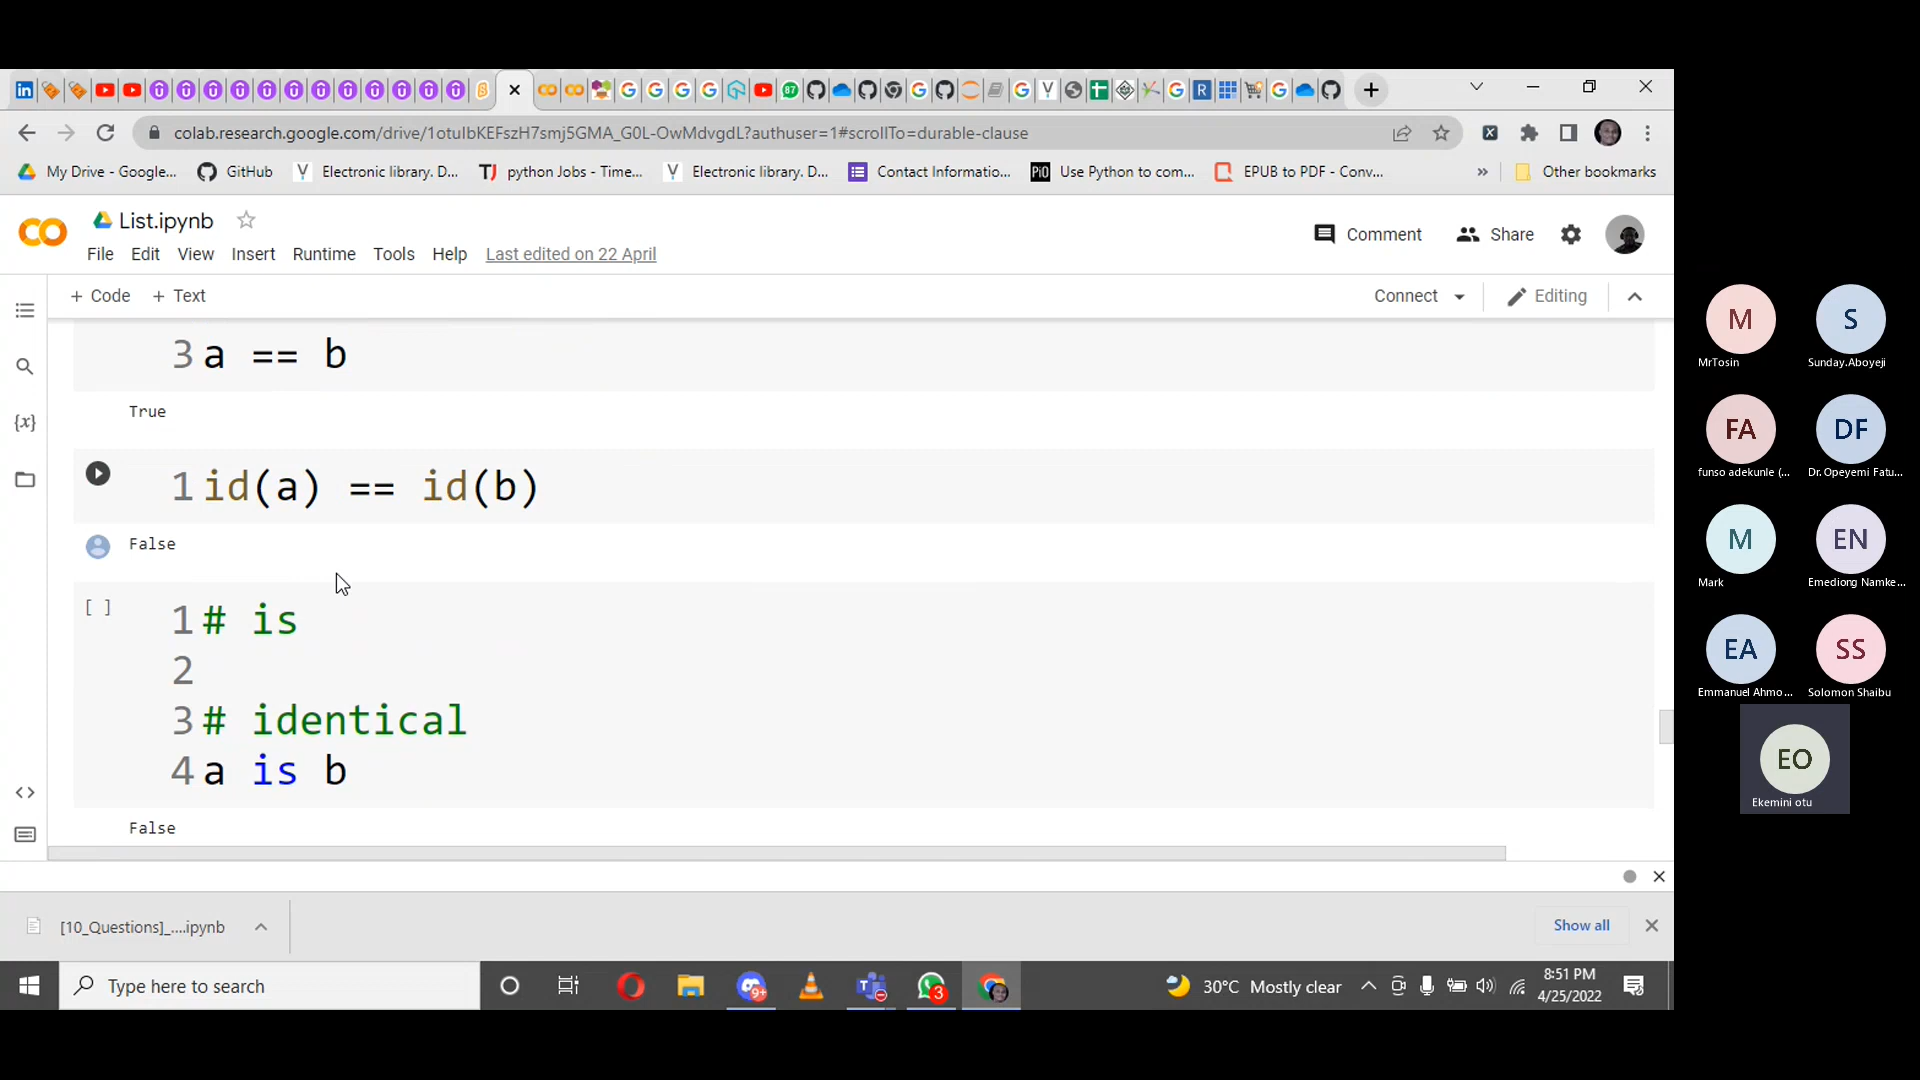 colab.research.google.com/drive/1otuIbKEFszH7smj5GMA_G0L-OwMdvgdL?authuser=1#scrollTo=durable-clause
My Drive - Google... GitHub Electronic library. D... TJ python Jobs - Time... Electronic library. D... Contact Informatio... PiO Use Python to com... EPUB to PDF - Conv... » Other bookmarks
List.ipynb
Comment Share
File Edit View Insert Runtime Tools Help Last edited on 22 April
+ Code + Text Connect Editing
3 a == b
True
1 id(a) == id(b)
False
[ ] 1 # is
2
3 # identical
4 a is b
False
[10_Questions]_....ipynb Show all
Type here to search
9+
3
30°C Mostly clear
8:51 PM
4/25/2022
M S
MrTosin Sunday.Aboyeji
FA DF
funso adekunle (... Dr. Opeyemi Fatu...
M EN
Mark Emediong Namke...
EA SS
Emmanuel Ahmo... Solomon Shaibu
EO
Ekemini otu